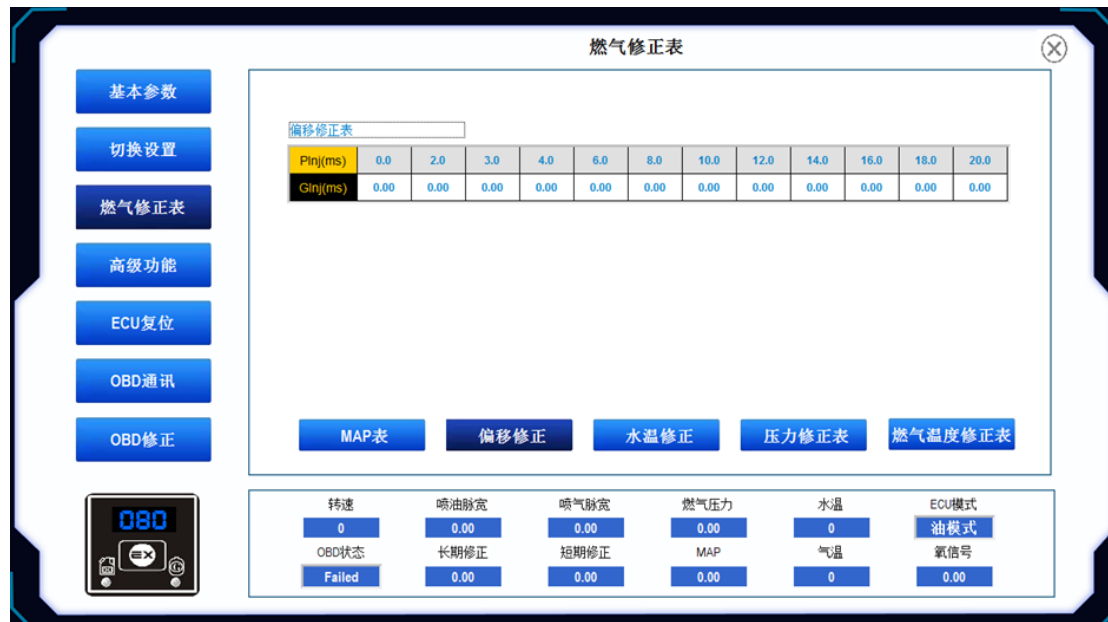 燃气修正表
基本参数
切换设置
燃气修正表
高级功能
ECU复位
OBD通讯
OBD修正
偏移修正表
PInj(ms) 0.0 2.0 3.0 4.0 6.0 8.0 10.0 12.0 14.0 16.0 18.0 20.0
GInj(ms) 0.00 0.00 0.00 0.00 0.00 0.00 0.00 0.00 0.00 0.00 0.00 0.00
MAP表 偏移修正 水温修正 压力修正表 燃气温度修正表
080
EX
G
转速 喷油脉宽 喷气脉宽 燃气压力 水温 ECU模式
0 0.00 0.00 0.00 0 油模式
OBD状态 长期修正 短期修正 MAP 气温 氧信号
Failed 0.00 0.00 0.00 0 0.00